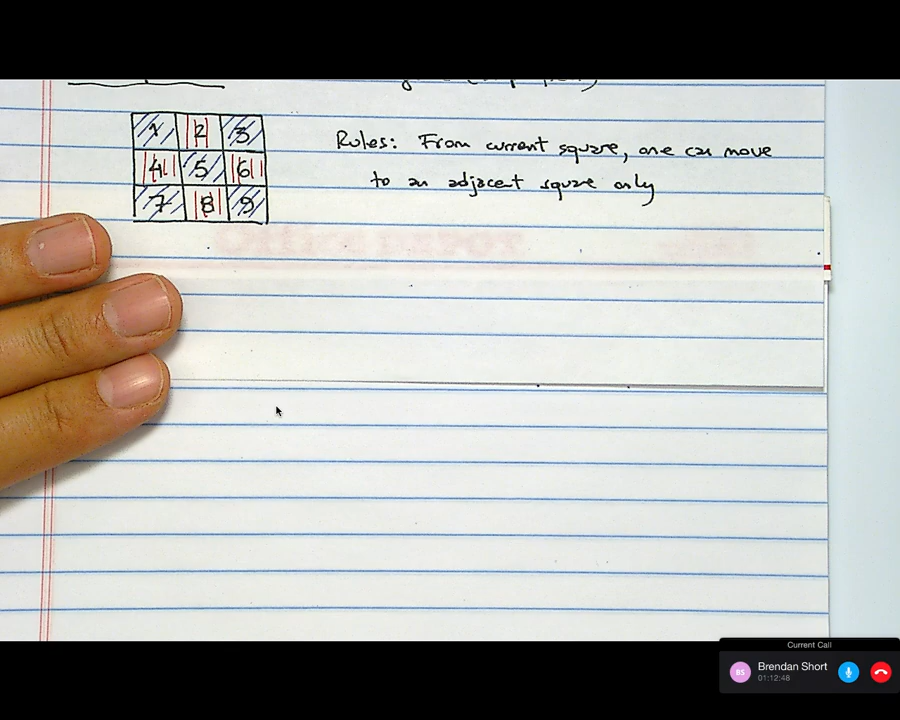 1 2 3
4 5 6
7 8 9
Rules: From current square, one can move
to an adjacent square only
Current Call
BS
Brendan Short
01:12:48